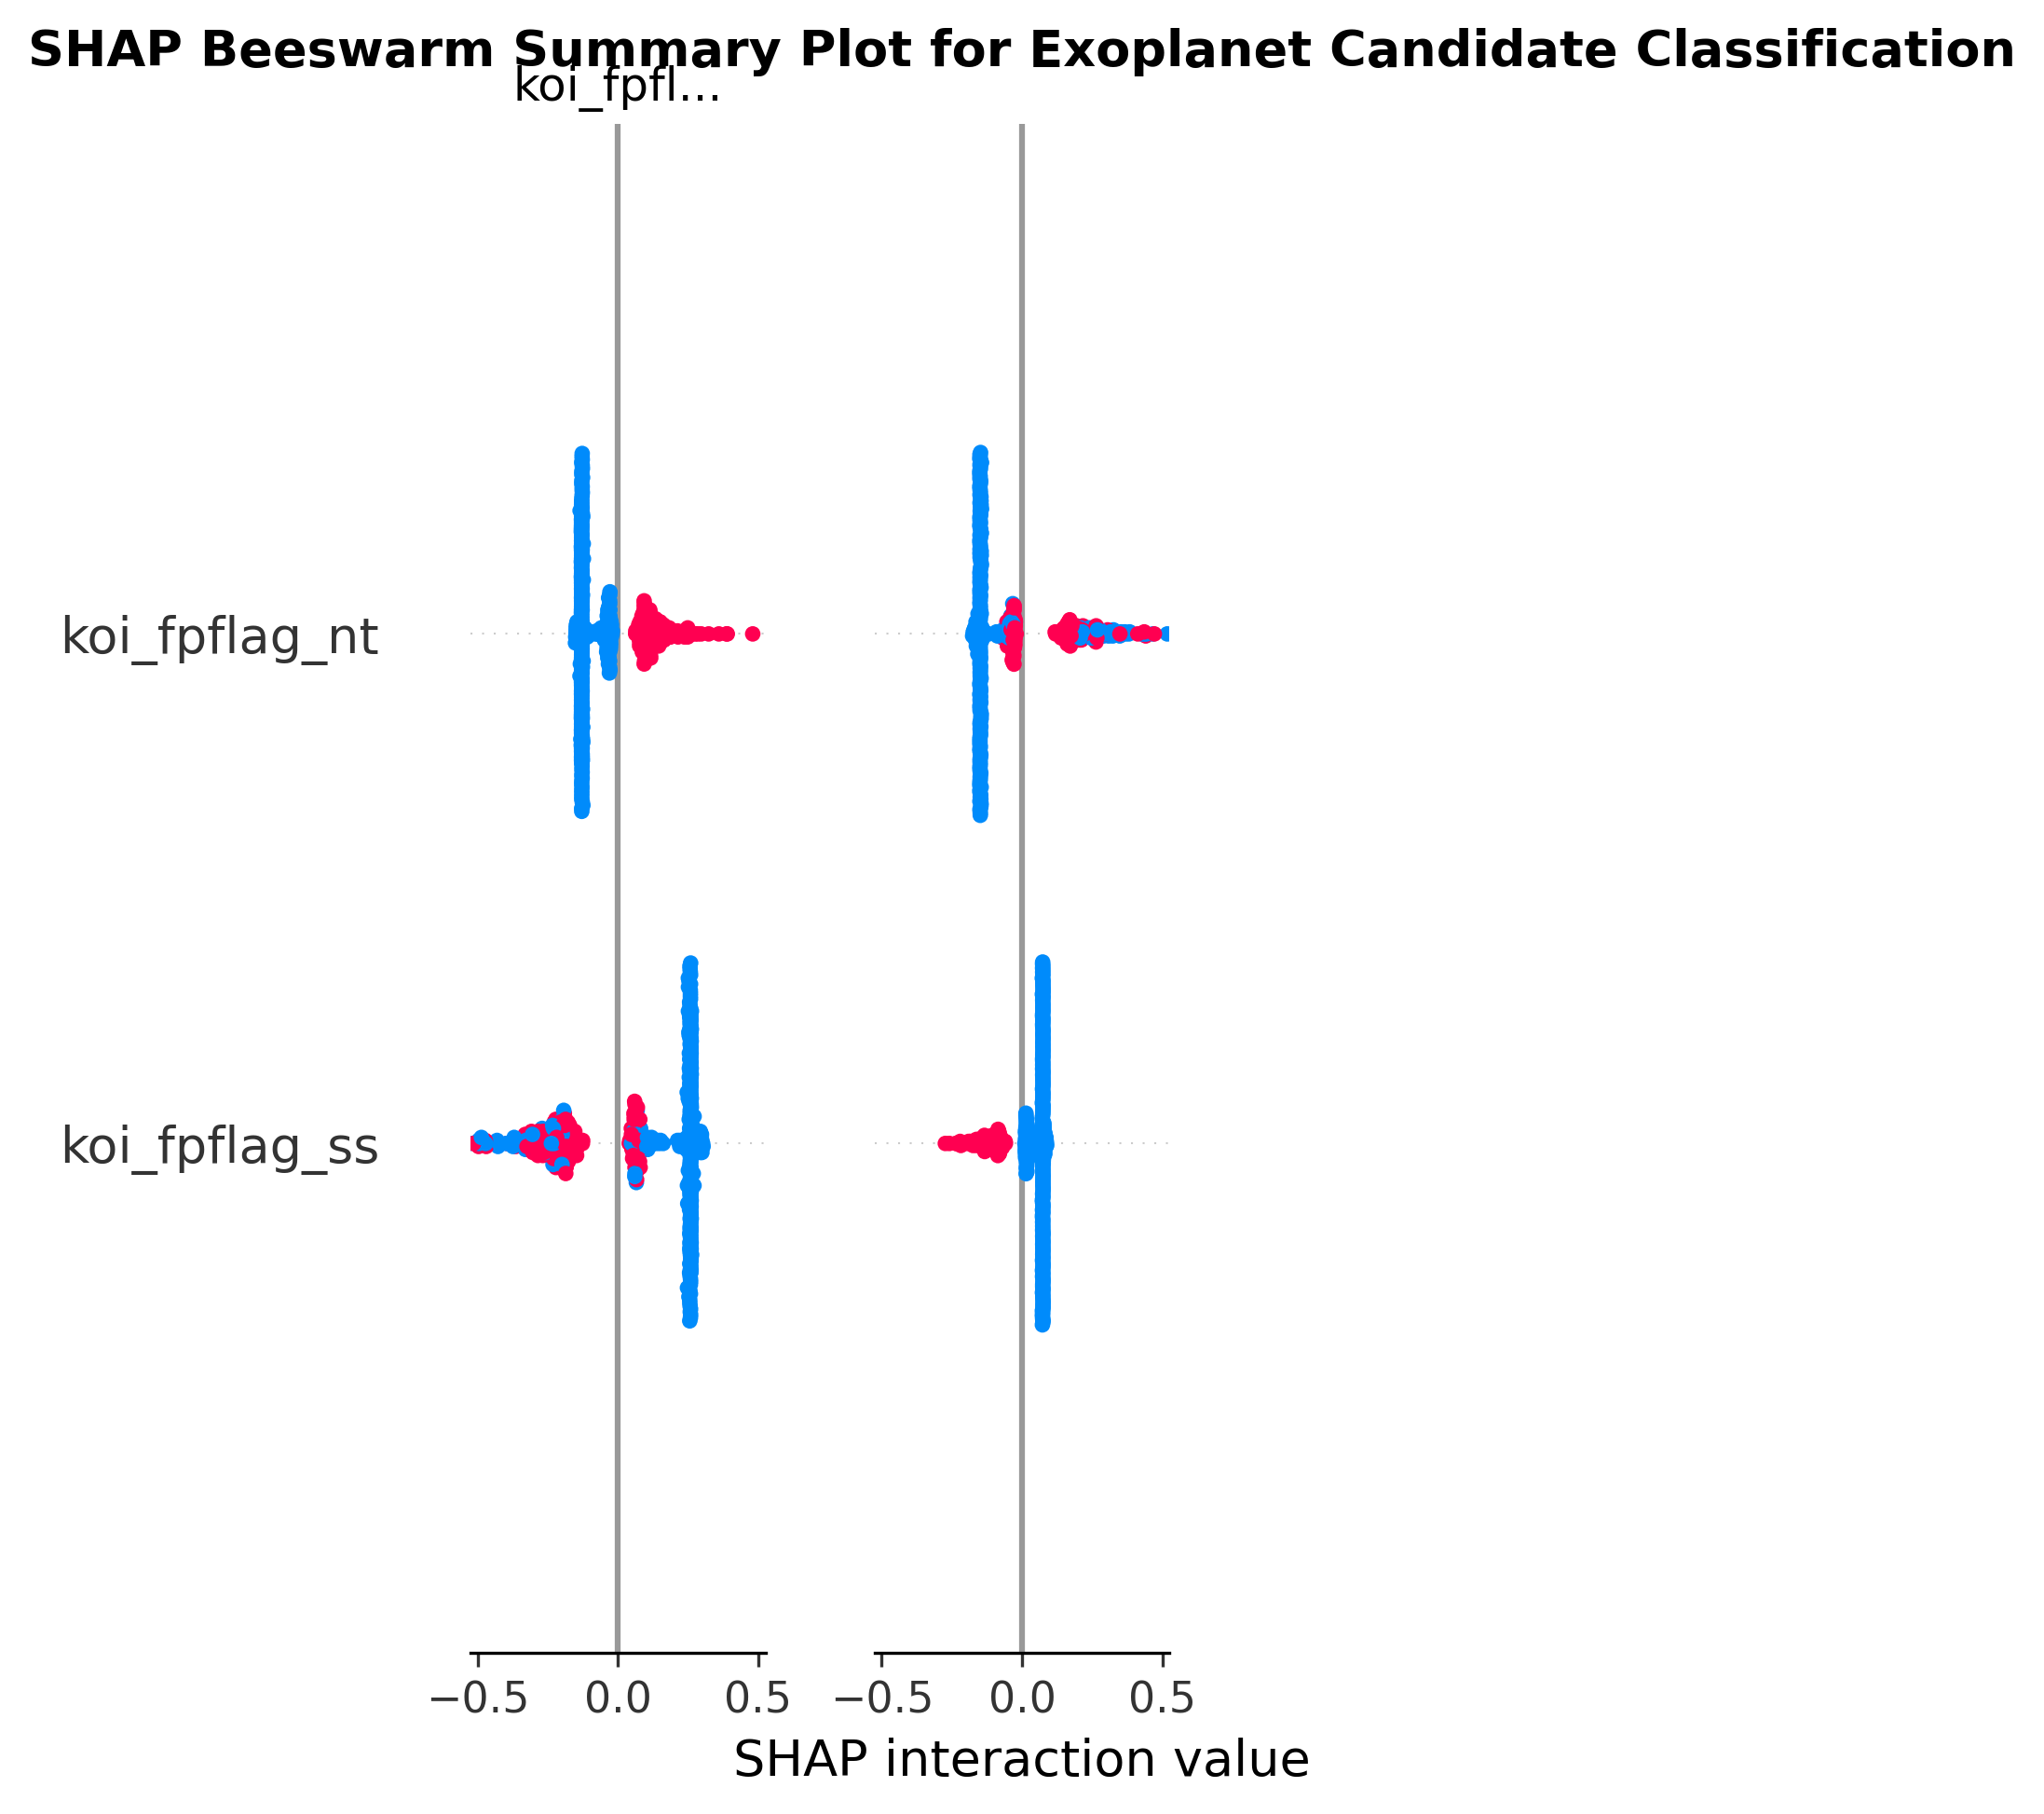 SHAP Beeswarm Summary Plot for Exoplanet Candidate Classification
koi_fpfl...
koi_fpflag_nt
koi_fpflag_ss
−0.5 0.0 0.5 −0.5 0.0 0.5
SHAP interaction value